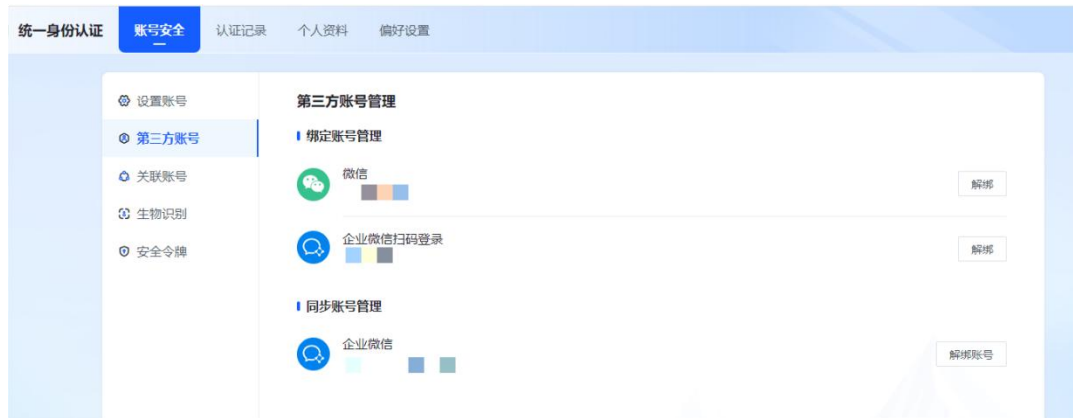 统一身份认证 账号安全 认证记录 个人资料 偏好设置
设置账号
第三方账号
关联账号
生物识别
安全令牌
第三方账号管理
绑定账号管理
微信
解绑
企业微信扫码登录
解绑
同步账号管理
企业微信
解绑账号